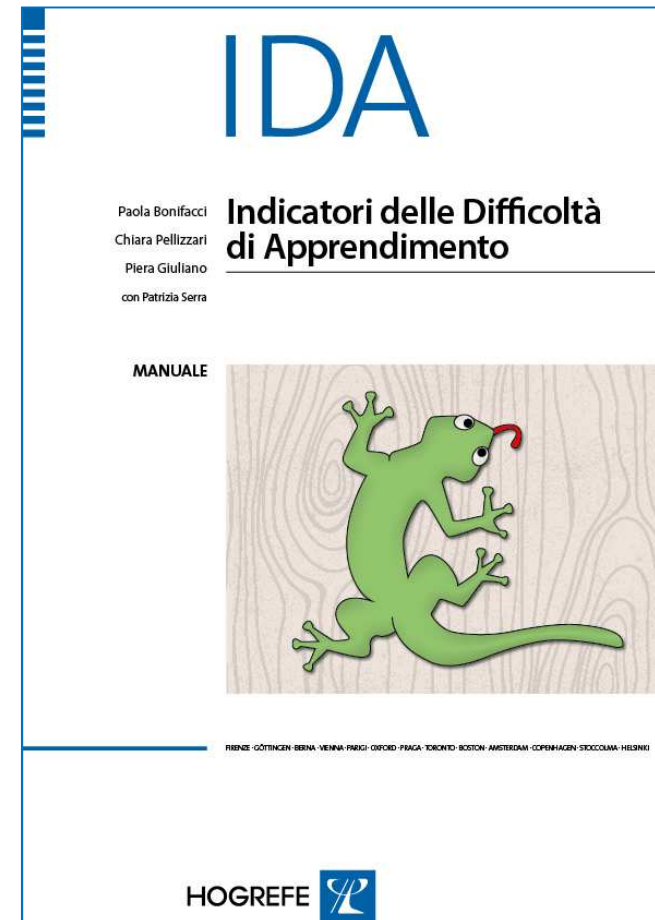 IDA
Paola Bonifacci
Chiara Pellizzari
Piera Giuliano
con Patrizia Serra
Indicatori delle Difficoltà
di Apprendimento
MANUALE
FIRENZE · GÖTTINGEN · BERNA · VIENNA · PARIGI · OXFORD · PRAGA · TORONTO · BOSTON · AMSTERDAM · COPENHAGEN · STOCCOLMA · HELSINKI
HOGREFE